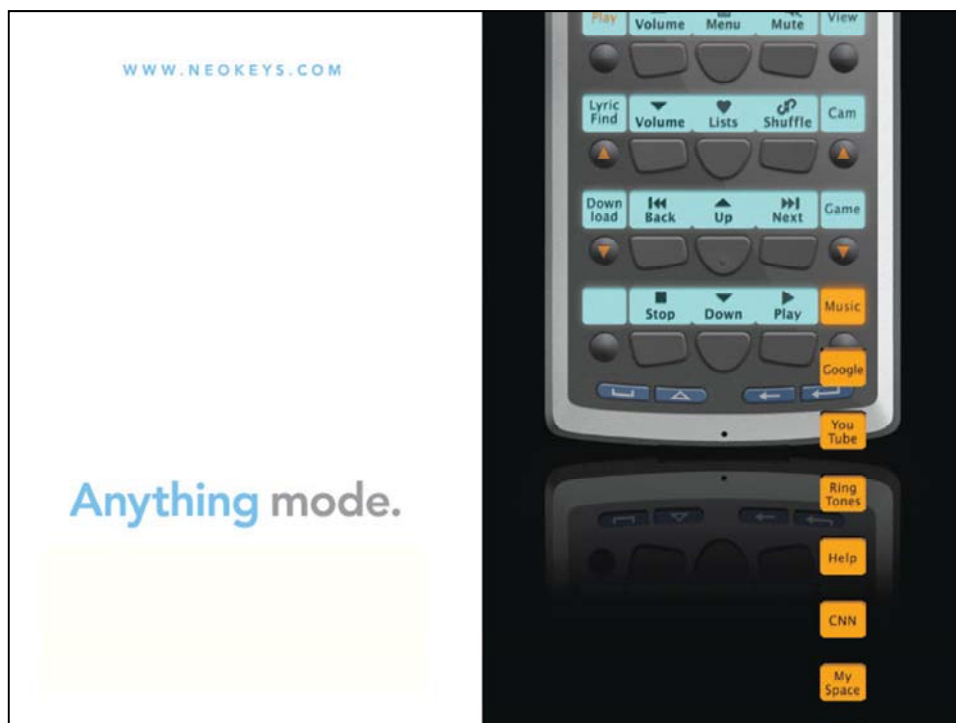 WWW.NEOKEYS.COM
Anything mode.
Play
Volume
Menu
Mute
View
Lyric
Find
Volume
Lists
Shuffle
Cam
Down
load
Back
Up
Next
Game
Stop
Down
Play
Music
Google
You
Tube
Ring
Tones
Help
CNN
My
Space